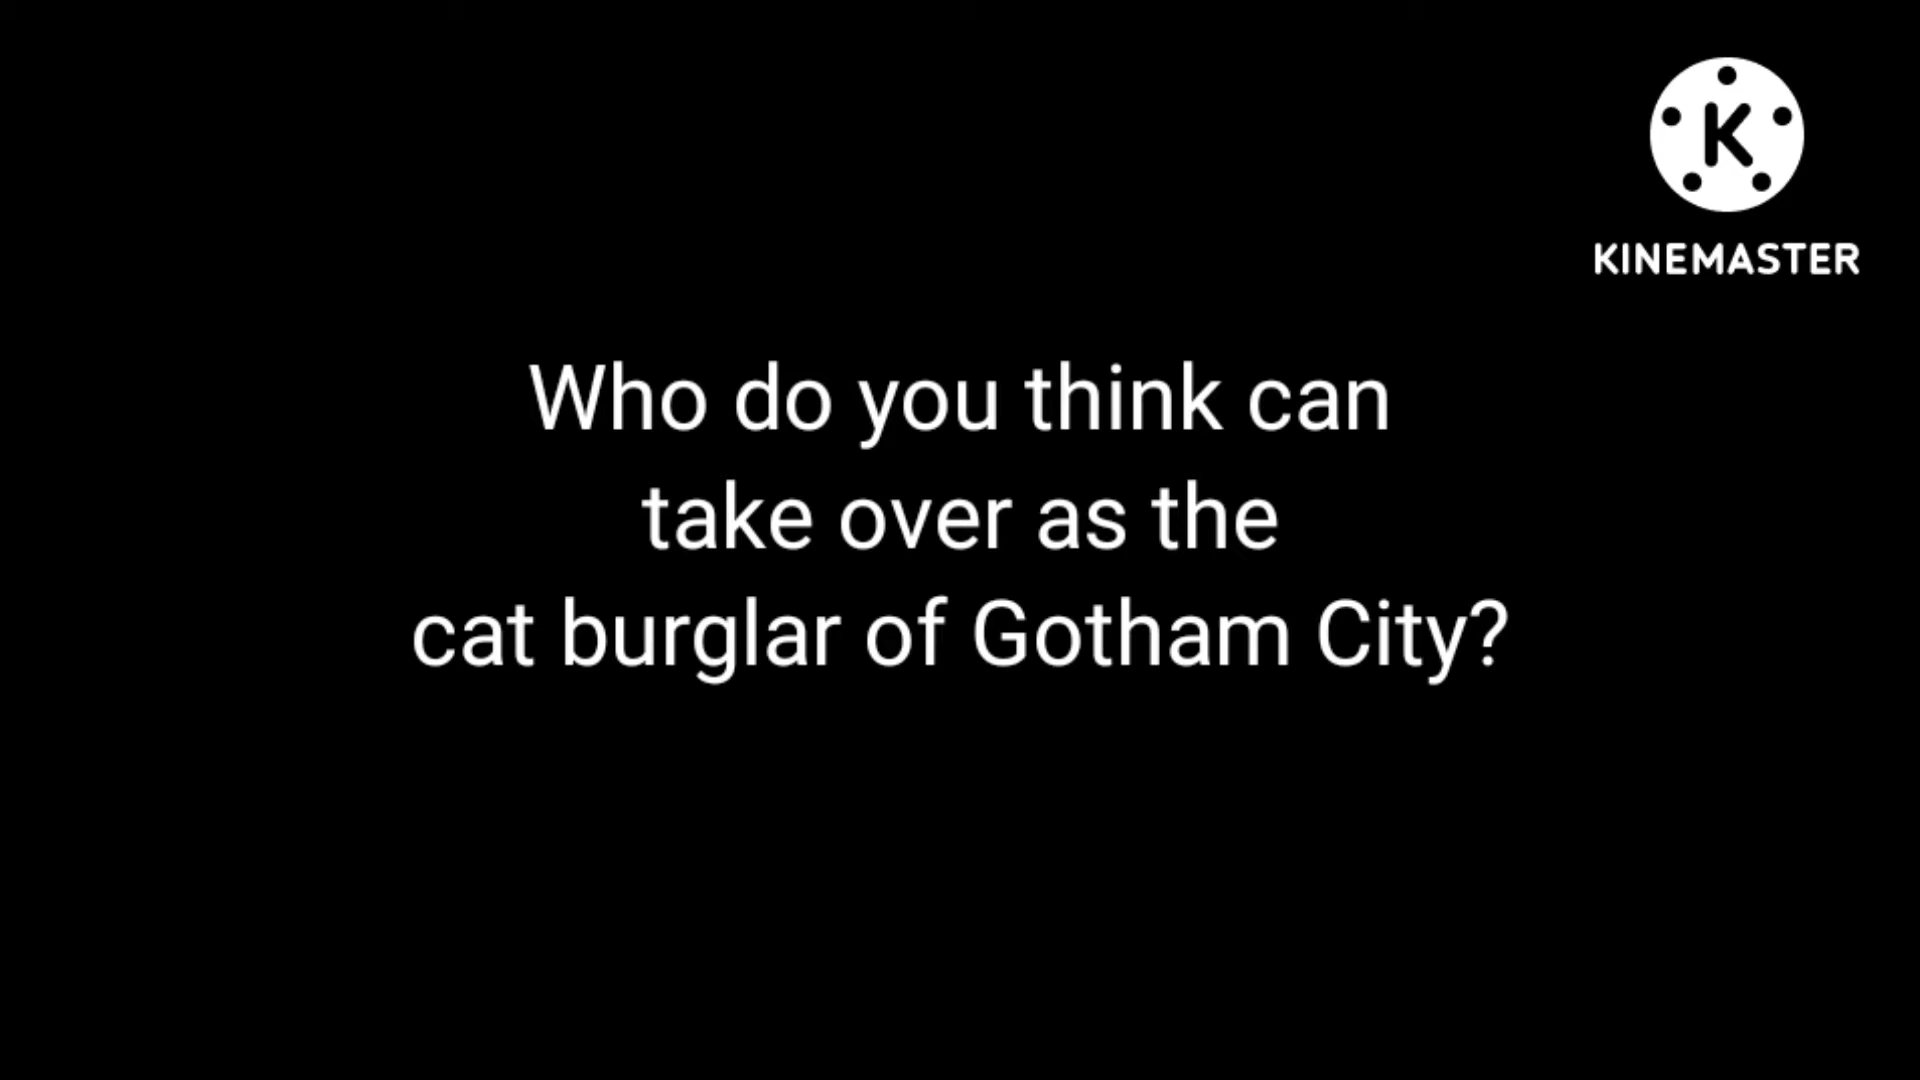 K
KINEMASTER
Who do you think can
take over as the
cat burglar of Gotham City?